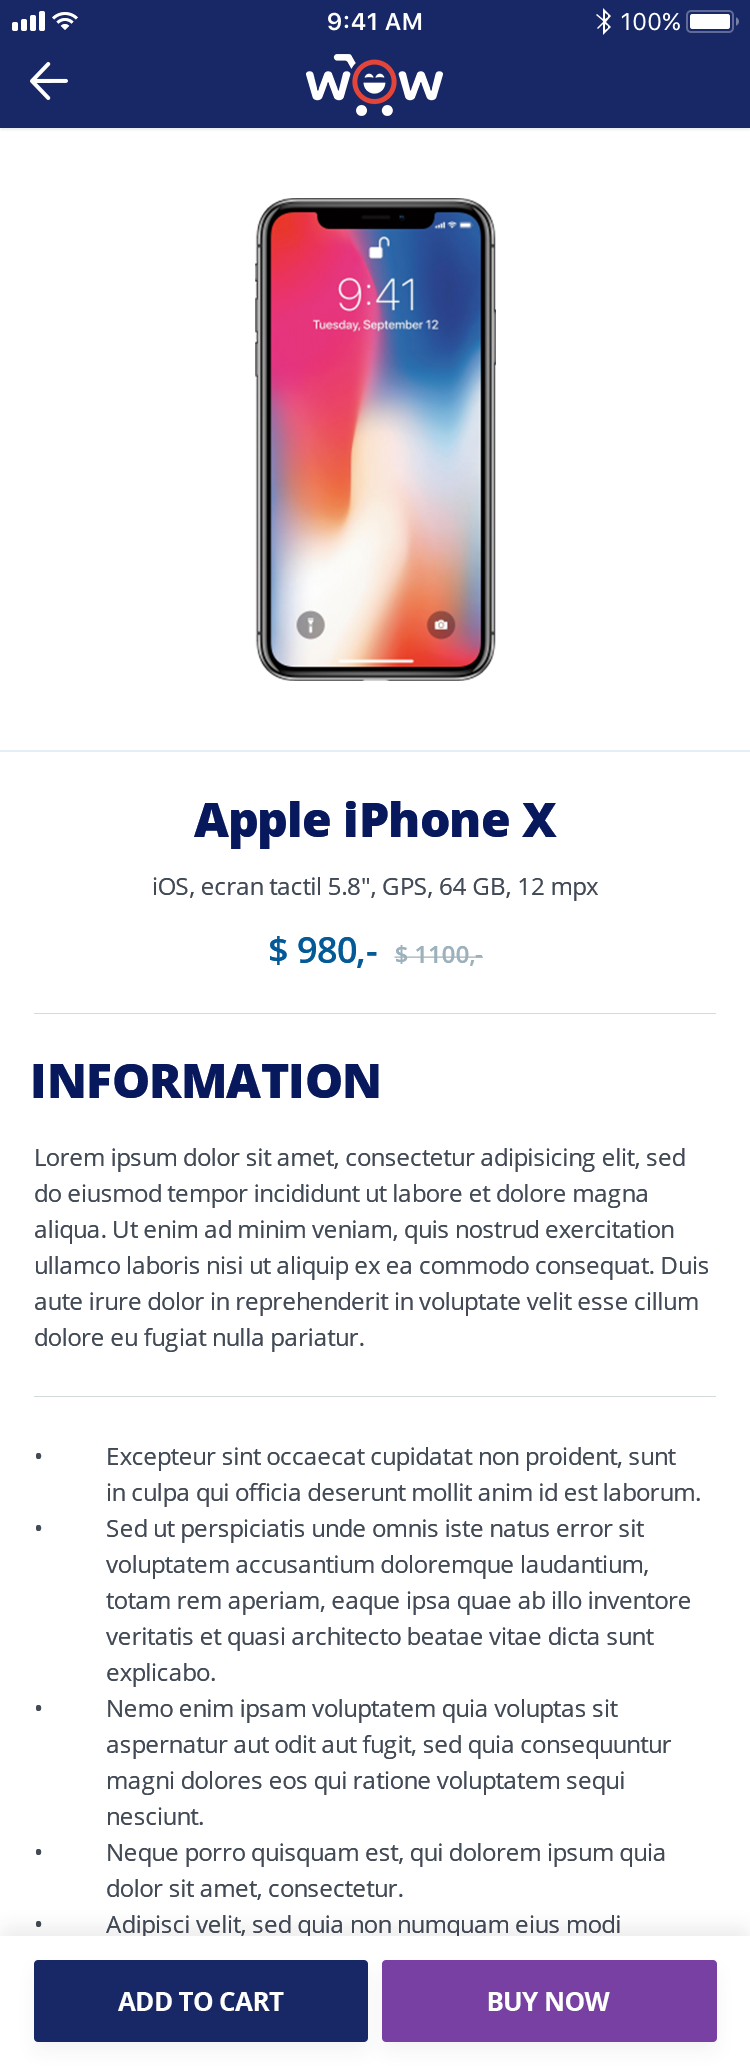 9:41 AM
100%
WOW
9:41
Tuesday, September 12
Apple iPhone X
iOS, ecran tactil 5.8", GPS, 64 GB, 12 mpx
$ 980,- $ 1100,-
INFORMATION
Lorem ipsum dolor sit amet, consectetur adipisicing elit, sed
do eiusmod tempor incididunt ut labore et dolore magna
aliqua. Ut enim ad minim veniam, quis nostrud exercitation
ullamco laboris nisi ut aliquip ex ea commodo consequat. Duis
aute irure dolor in reprehenderit in voluptate velit esse cillum
dolore eu fugiat nulla pariatur.
• Excepteur sint occaecat cupidatat non proident, sunt
in culpa qui officia deserunt mollit anim id est laborum.
• Sed ut perspiciatis unde omnis iste natus error sit
voluptatem accusantium doloremque laudantium,
totam rem aperiam, eaque ipsa quae ab illo inventore
veritatis et quasi architecto beatae vitae dicta sunt
explicabo.
• Nemo enim ipsam voluptatem quia voluptas sit
aspernatur aut odit aut fugit, sed quia consequuntur
magni dolores eos qui ratione voluptatem sequi
nesciunt.
• Neque porro quisquam est, qui dolorem ipsum quia
dolor sit amet, consectetur.
• Adipisci velit, sed quia non numquam eius modi
ADD TO CART
BUY NOW